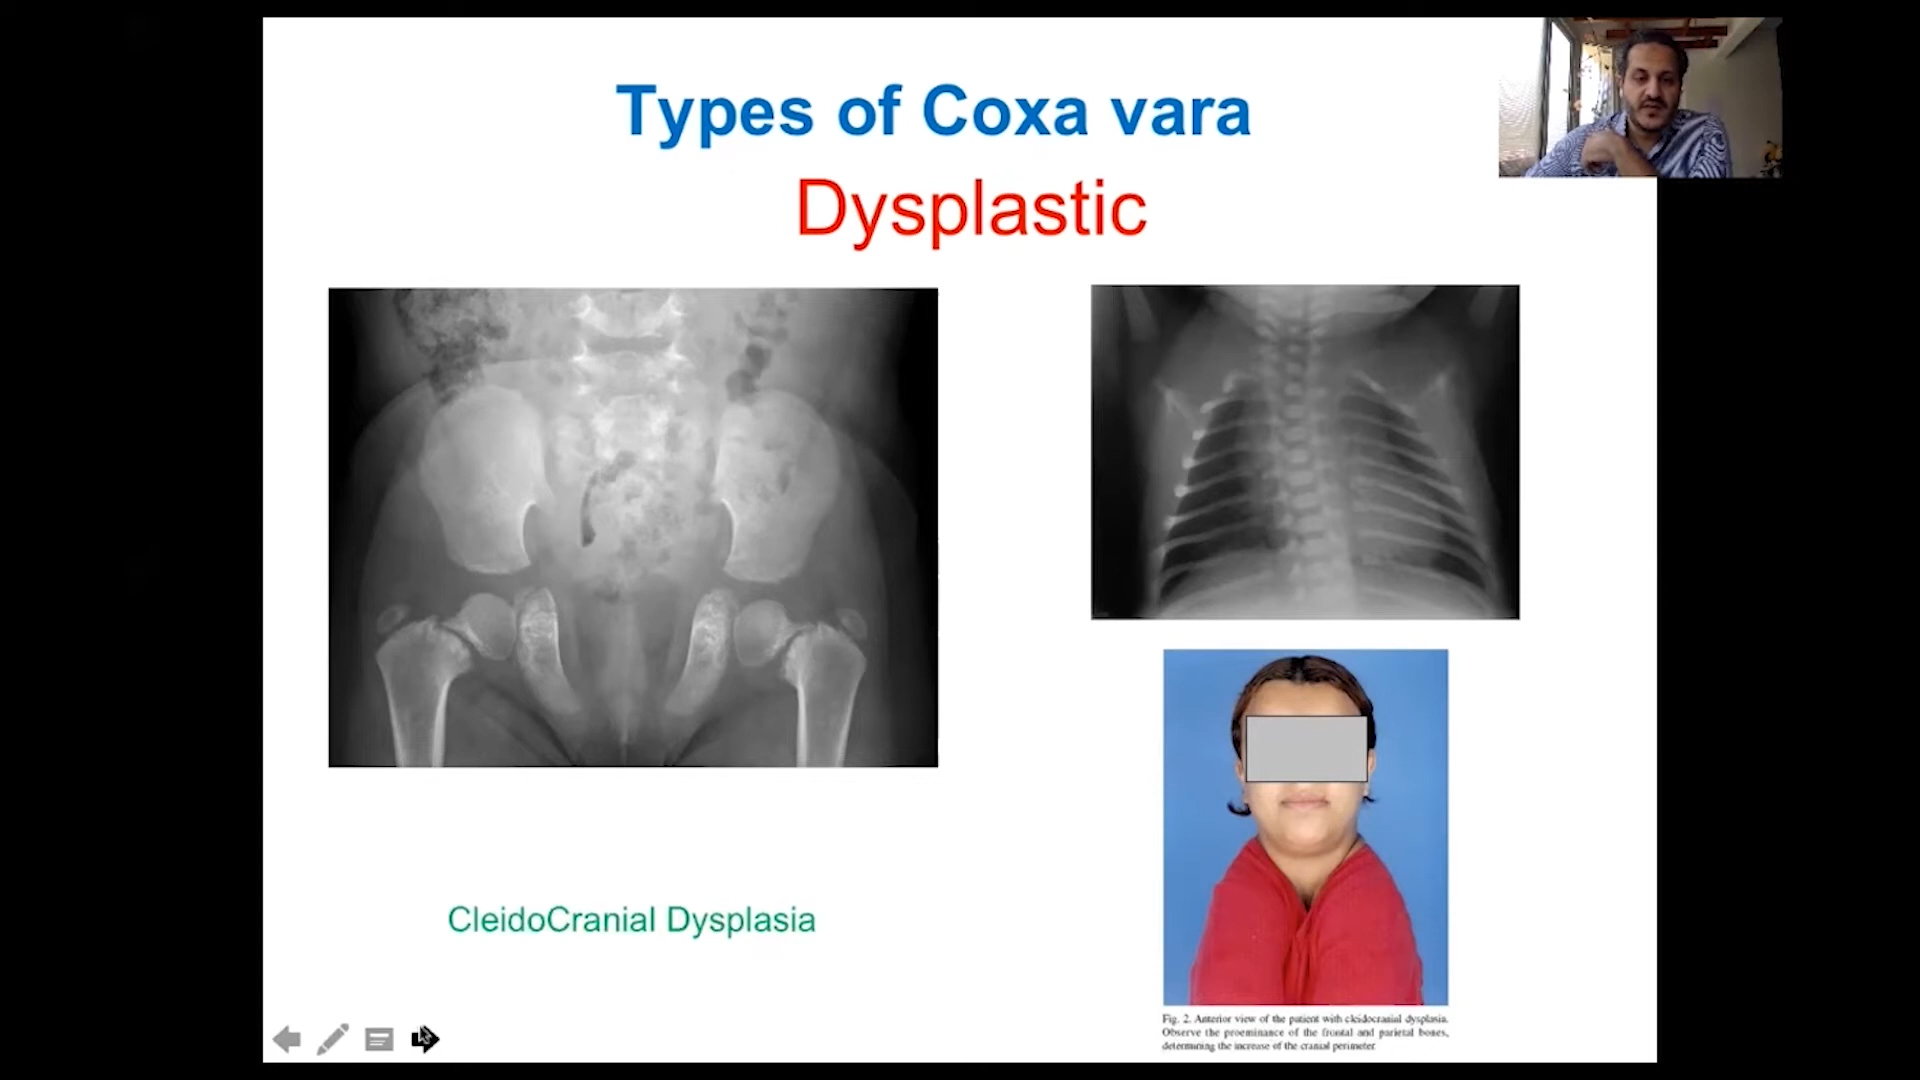 Types of Coxa vara
Dysplastic
CleidoCranial Dysplasia
Fig. 2. Anterior view of the patient with cleidocranial dysplasia.
Observe the proeminance of the frontal and parietal bones,
determining the increase of the cranial perimeter.